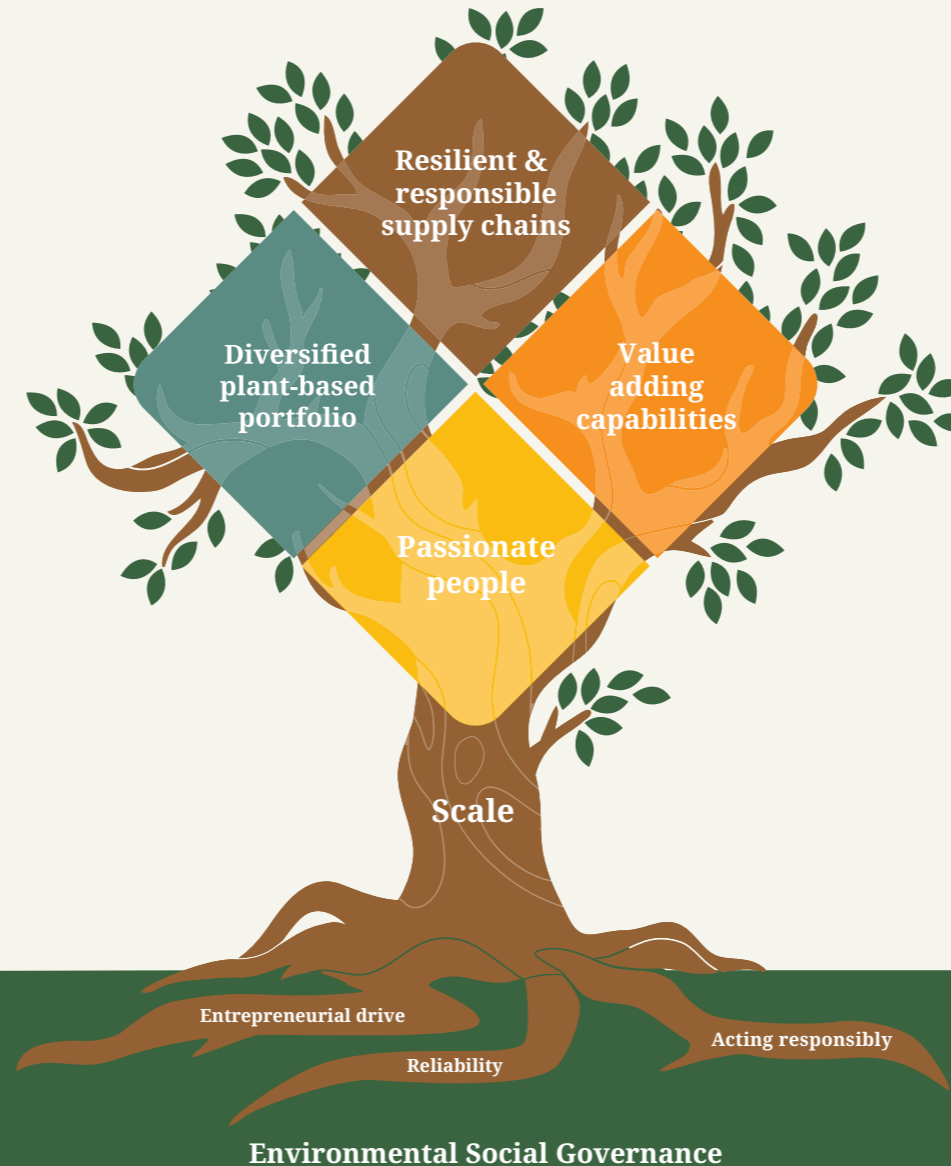 Resilient &
responsible
supply chains
Diversified
plant-based
portfolio
Value
adding
capabilities
Passionate
people
Scale
Entrepreneurial drive
Acting responsibly
Reliability
Environmental Social Governance